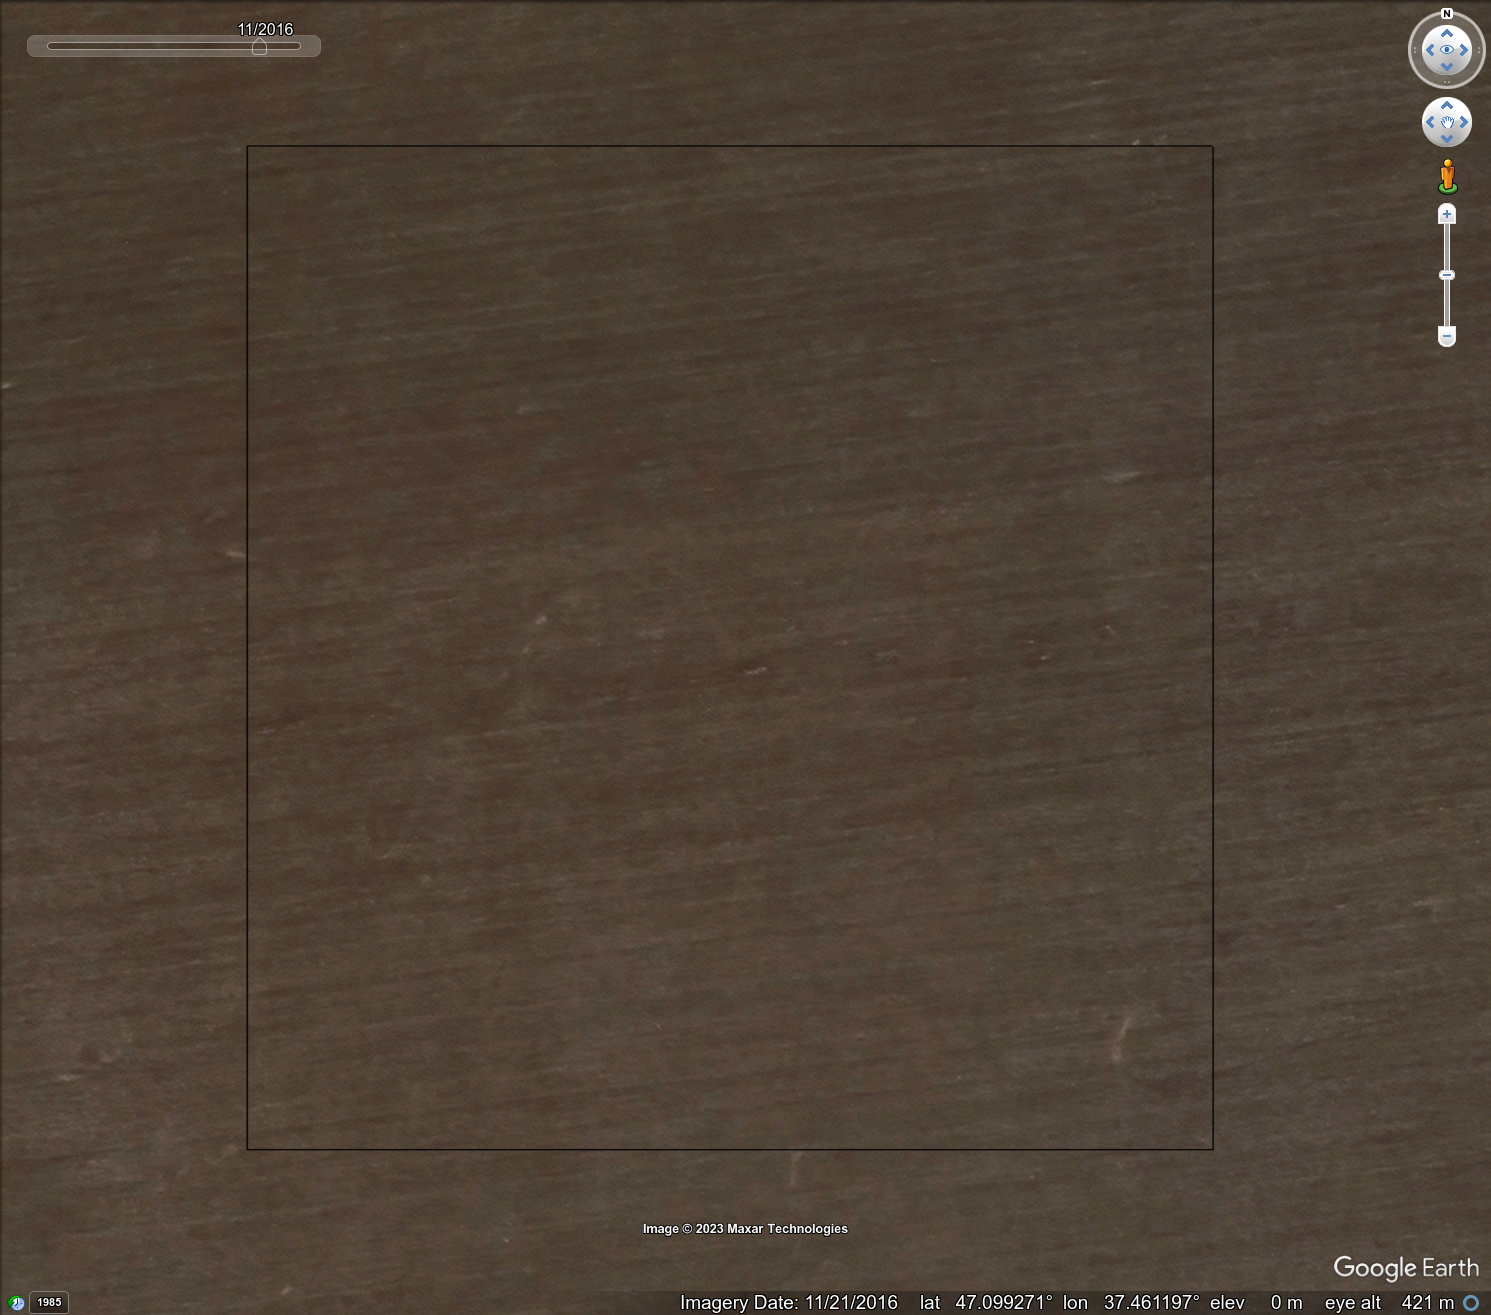 11/2016
N
Image © 2023 Maxar Technologies
Google Earth
1985
Imagery Date: 11/21/2016 lat 47.099271° lon 37.461197° elev 0 m eye alt 421 m